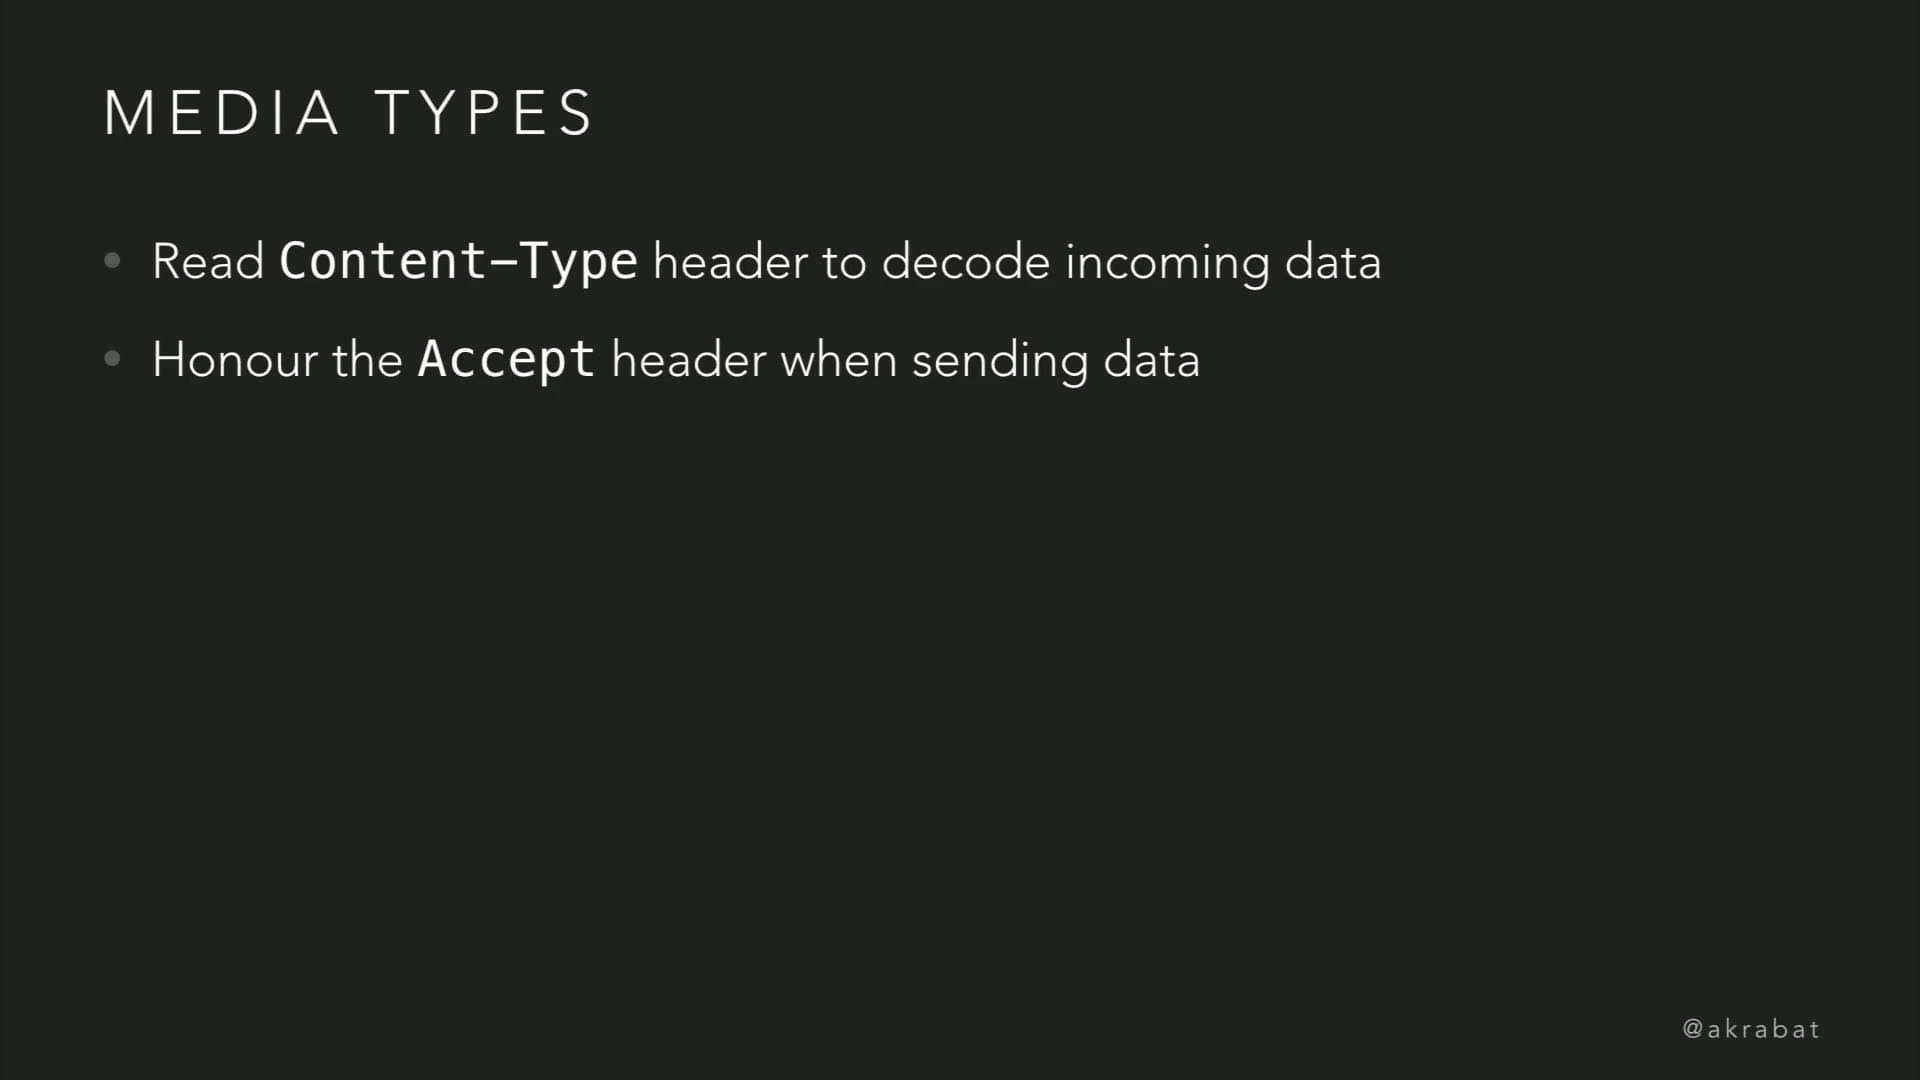 MEDIA TYPES
• Read Content-Type header to decode incoming data
• Honour the Accept header when sending data
@akrabat